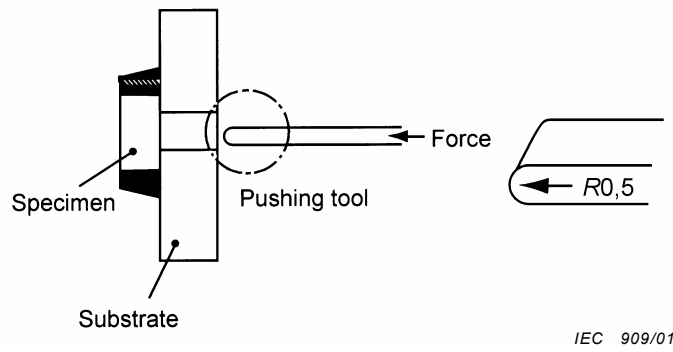 Force
R0,5
Specimen
Pushing tool
Substrate
IEC 909/01